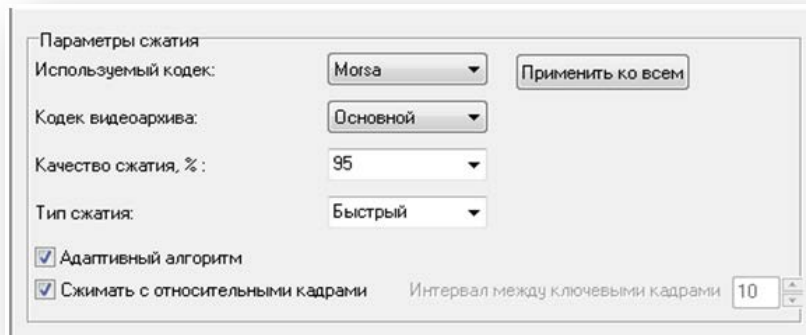 Параметры сжатия
Используемый кодек: Morsa Применить ко всем
Кодек видеоархива: Основной
Качество сжатия, % : 95
Тип сжатия: Быстрый
Адаптивный алгоритм
Сжимать с относительными кадрами Интервал между ключевыми кадрами 10